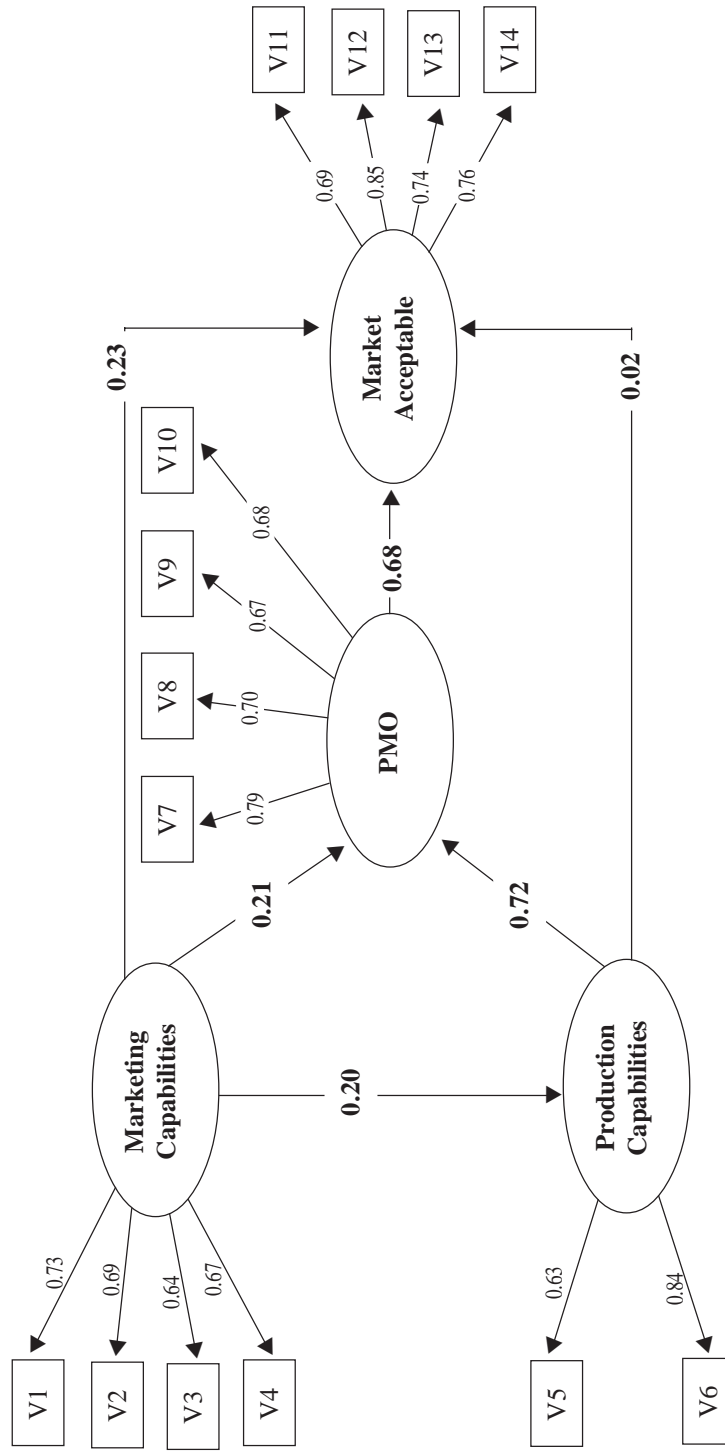 V1
V2
V3
V4
0.73
0.69
0.64
0.67
Marketing
Capabilities
0.23
0.21
0.20
V5
V6
0.63
0.84
Production
Capabilities
0.72
0.02
V7
V8
V9
V10
0.79
0.70
0.67
0.68
PMO
0.68
Market
Acceptable
0.69
0.85
0.74
0.76
V11
V12
V13
V14